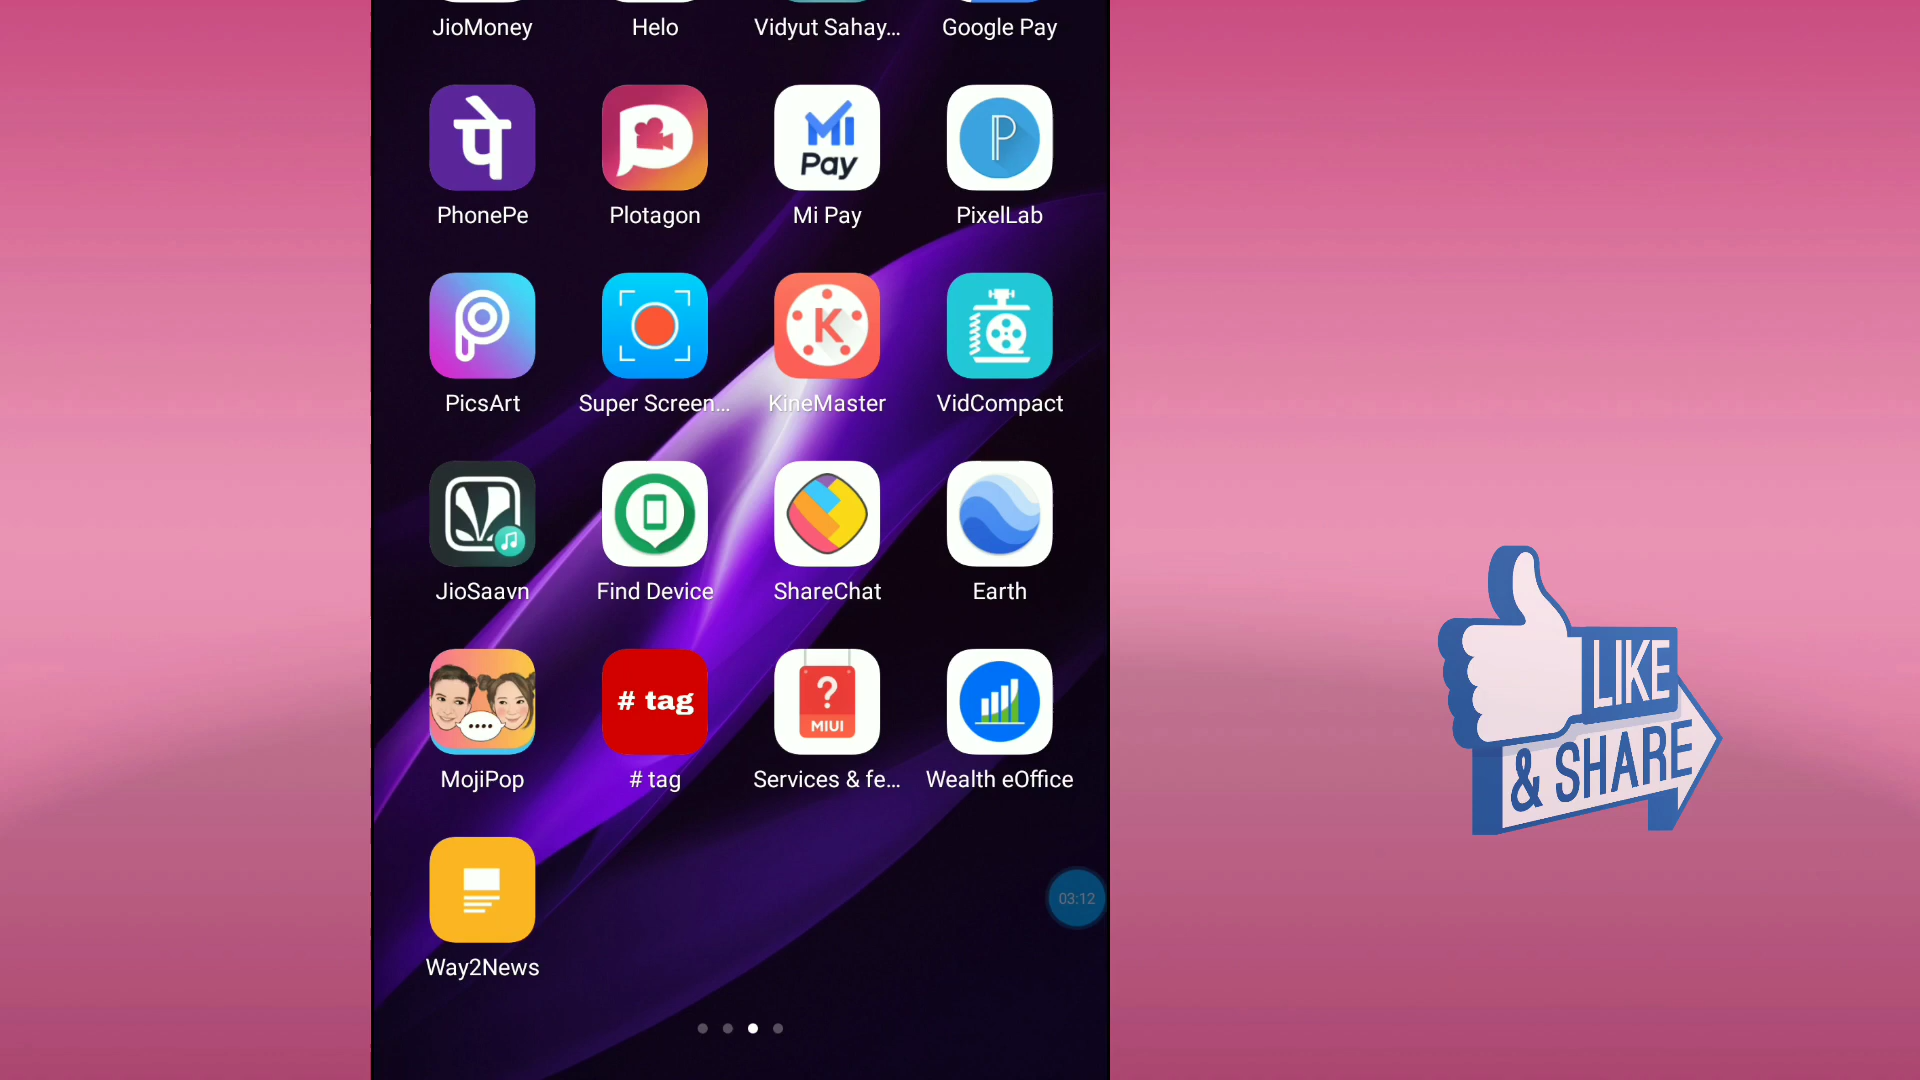 JioMoney Helo Vidyut Sahay... Google Pay
पे
Mi
Pay
P
PhonePe Plotagon Mi Pay PixelLab
K
PicsArt Super Screen... KineMaster VidCompact
JioSaavn Find Device ShareChat Earth
# tag
?
MIUI
MojiPop # tag Services & fe... Wealth eOffice
LIKE
& SHARE
03:12
Way2News